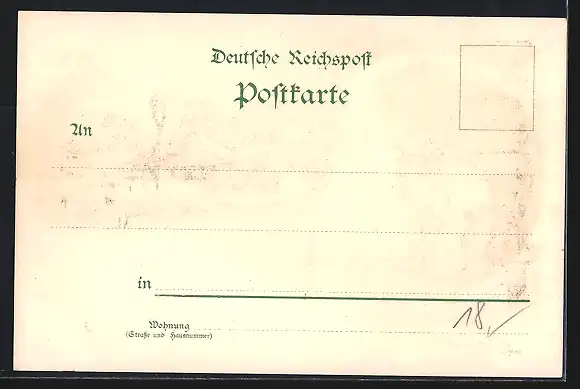 Deutsche Reichspost
Postkarte
An
in
18,
Wohnung
(Straße und Hausnummer)